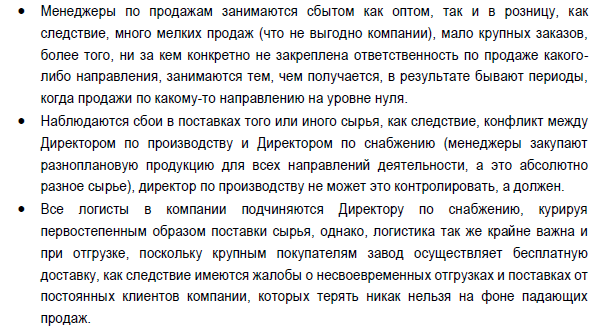 • Менеджеры по продажам занимаются сбытом как оптом, так и в розницу, как
следствие, много мелких продаж (что не выгодно компании), мало крупных заказов,
более того, ни за кем конкретно не закреплена ответственность по продаже какого-
либо направления, занимаются тем, чем получается, в результате бывают периоды,
когда продажи по какому-то направлению на уровне нуля.
• Наблюдаются сбои в поставках того или иного сырья, как следствие, конфликт между
Директором по производству и Директором по снабжению (менеджеры закупают
разноплановую продукцию для всех направлений деятельности, а это абсолютно
разное сырье), директор по производству не может это контролировать, а должен.
• Все логисты в компании подчиняются Директору по снабжению, курируя
первостепенным образом поставки сырья, однако, логистика так же крайне важна и
при отгрузке, поскольку крупным покупателям завод осуществляет бесплатную
доставку, как следствие имеются жалобы о несвоевременных отгрузках и поставках от
постоянных клиентов компании, которых терять никак нельзя на фоне падающих
продаж.